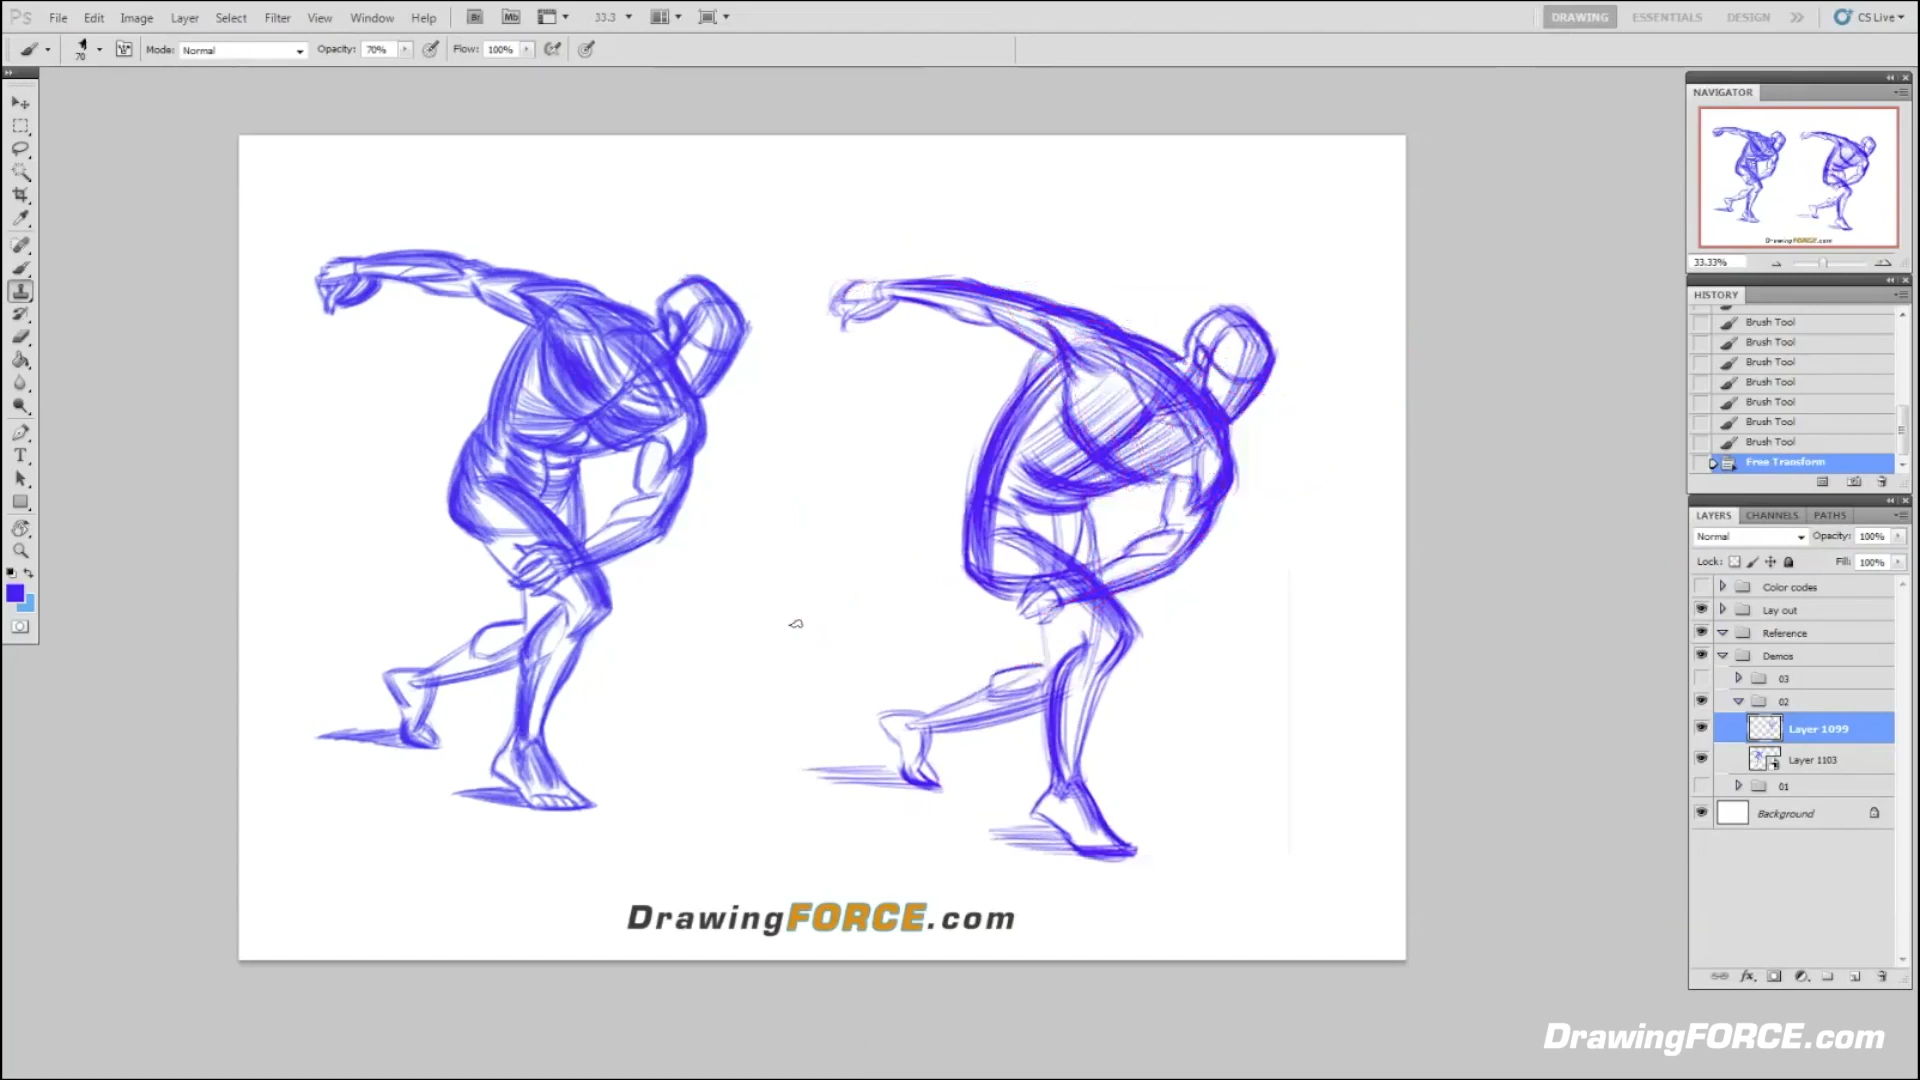 Ps File Edit Image Layer Select Filter View Window Help Br Mb 33.3 DRAWING ESSENTIALS DESIGN CS Live
70 Mode: Normal Opacity: 70% Flow: 100%
NAVIGATOR
DrawingFORCE.com
33.33%
HISTORY
Brush Tool
Brush Tool
Brush Tool
Brush Tool
Brush Tool
Brush Tool
Brush Tool
Free Transform
LAYERS CHANNELS PATHS
Normal Opacity: 100%
Lock: Fill: 100%
Color codes
Lay out
Reference
Demos
03
02
Layer 1099
Layer 1103
01
Background
DrawingFORCE.com
DrawingFORCE.com